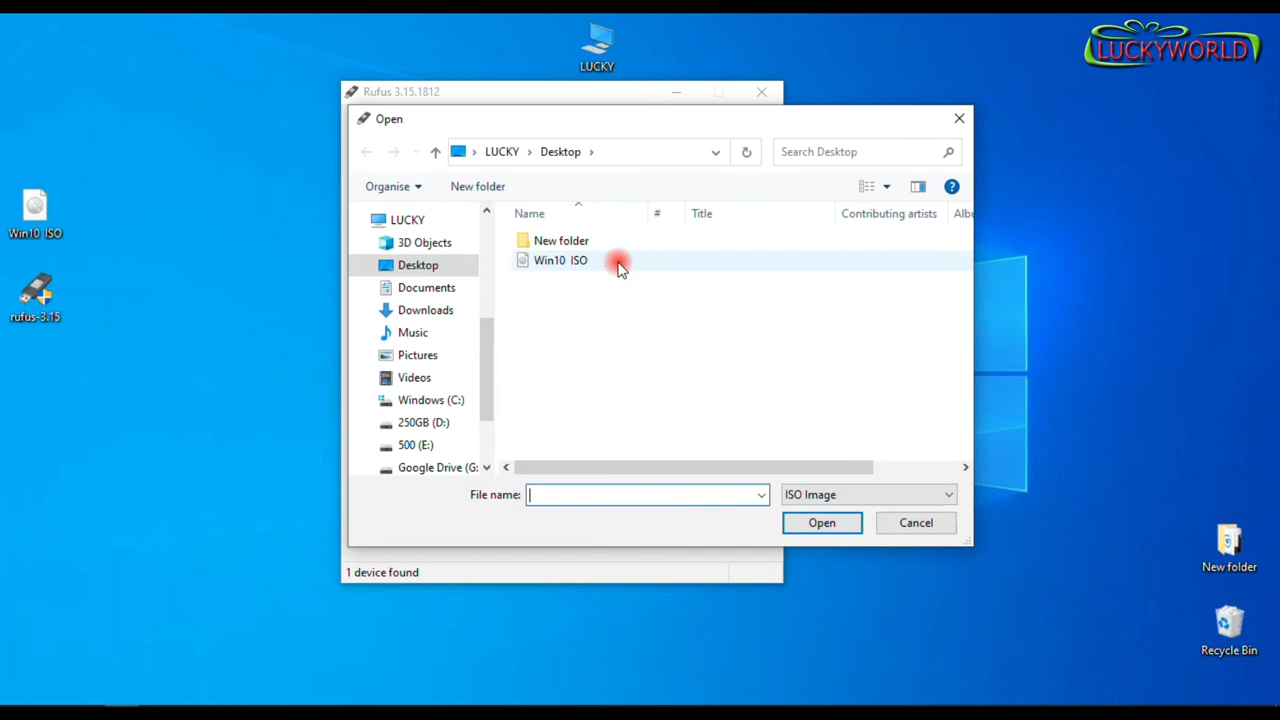 LUCKY
LUCKYWORLD
Win10 ISO
rufus-3.15
Rufus 3.15.1812
Open
LUCKY › Desktop ›
Search Desktop
Organise
New folder
LUCKY
3D Objects
Desktop
Documents
Downloads
Music
Pictures
Videos
Windows (C:)
250GB (D:)
500 (E:)
Google Drive (G:
Name # Title Contributing artists Albu
New folder
Win10 ISO
File name:
ISO Image
Open Cancel
1 device found
New folder
Recycle Bin